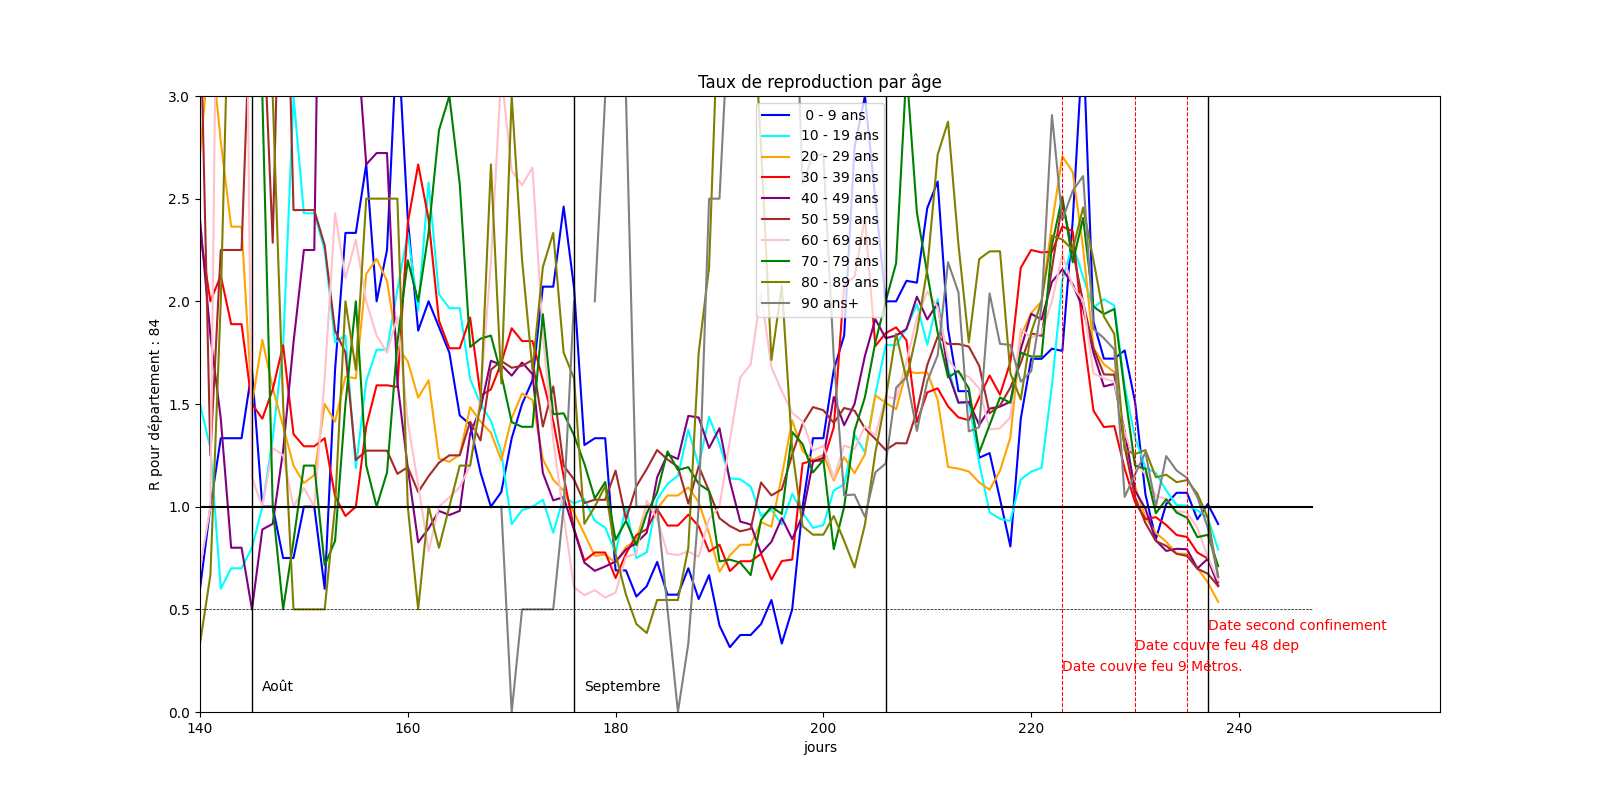 Taux de reproduction par âge
R pour département : 84
3.0
2.5
2.0
1.5
1.0
0.5
0.0
0 - 9 ans
10 - 19 ans
20 - 29 ans
30 - 39 ans
40 - 49 ans
50 - 59 ans
60 - 69 ans
70 - 79 ans
80 - 89 ans
90 ans+
Date second confinement
Date couvre feu 48 dep
Date couvre feu 9 Métros.
Août
Septembre
140
160
180
200
220
240
jours